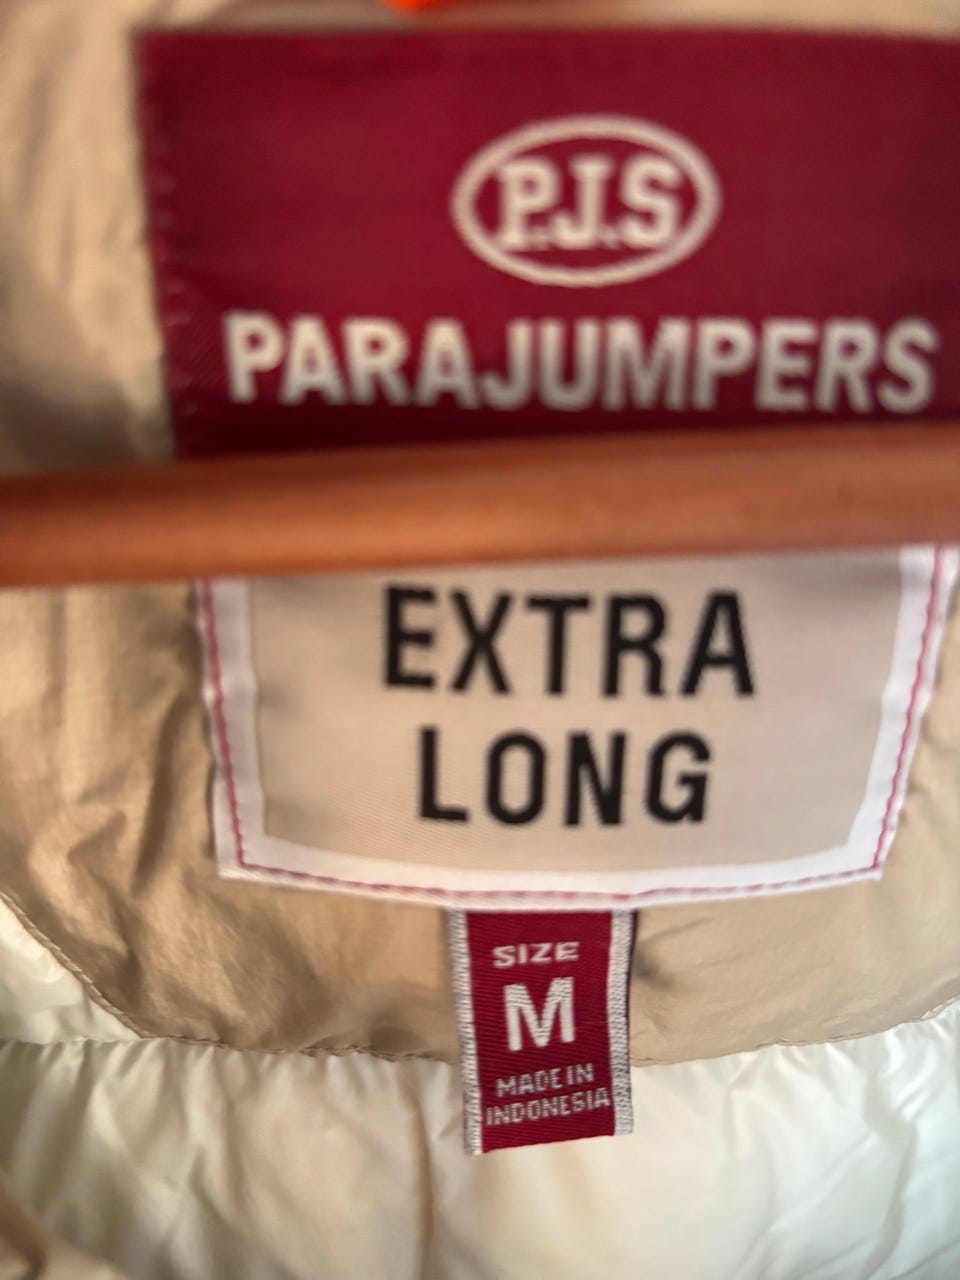 P.J.S
PARAJUMPERS
EXTRA
LONG
SIZE
M
MADE IN
INDONESIA